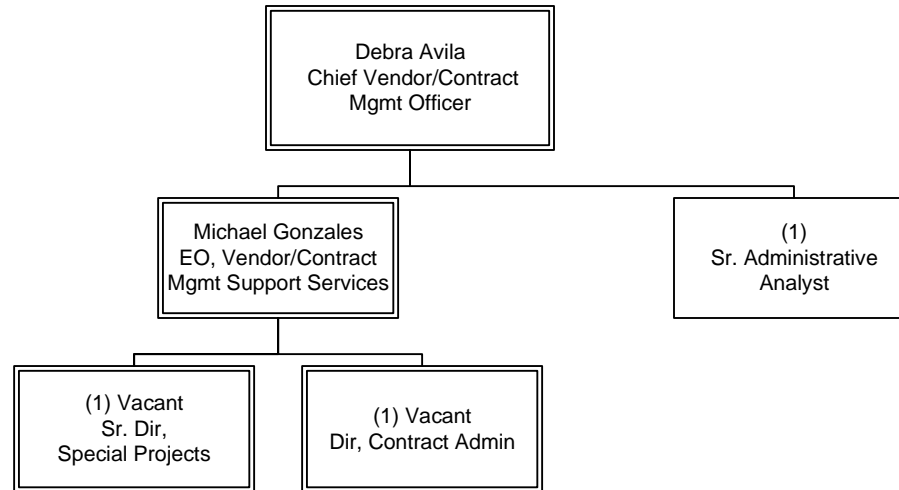 Debra Avila
Chief Vendor/Contract
Mgmt Officer
Michael Gonzales
EO, Vendor/Contract
Mgmt Support Services
(1)
Sr. Administrative
Analyst
(1) Vacant
Sr. Dir,
Special Projects
(1) Vacant
Dir, Contract Admin